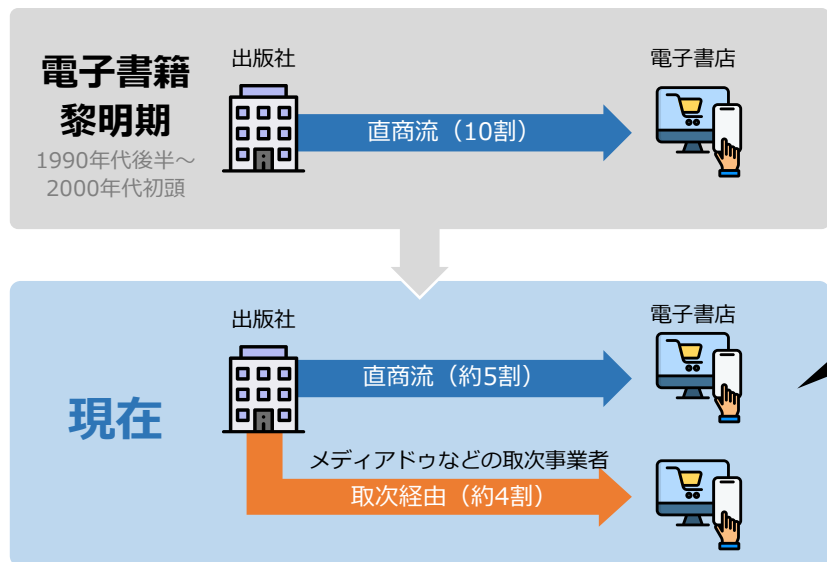 電子書籍
黎明期
1990年代後半～
2000年代初頭
出版社
直商流（10割）
電子書店
現在
出版社
直商流（約5割）
電子書店
メディアドゥなどの取次事業者
取次経由（約4割）